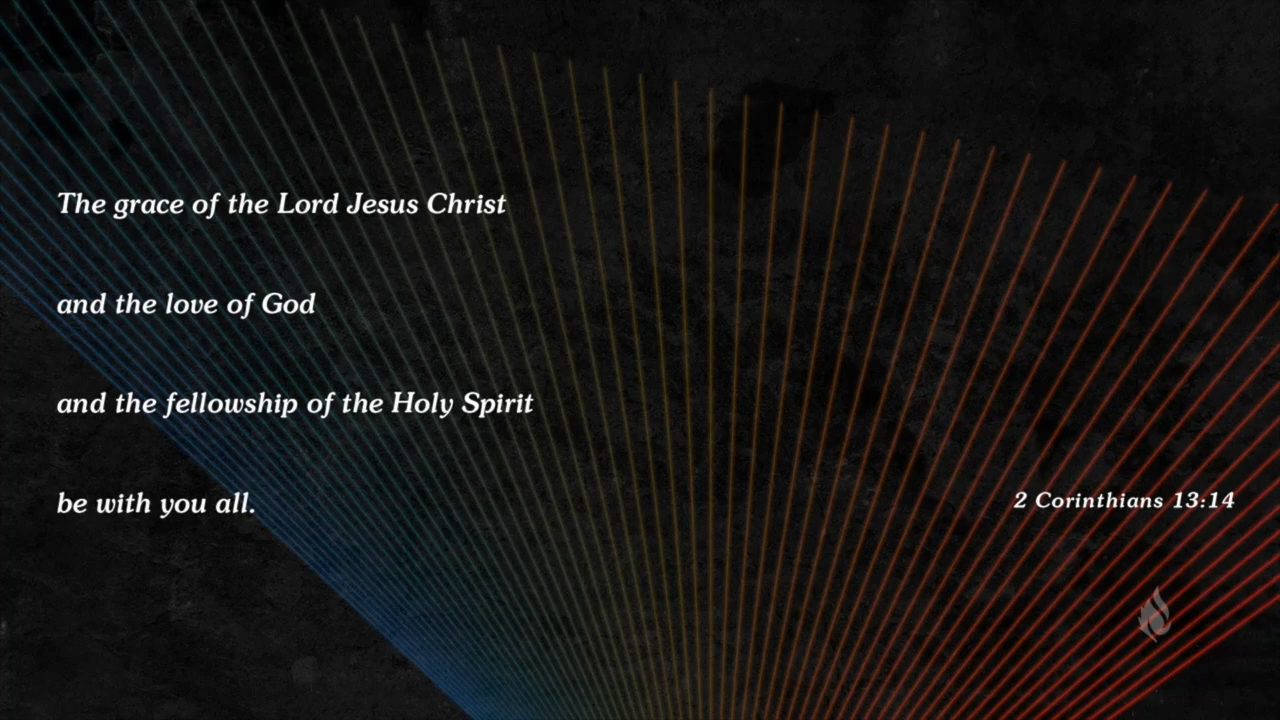 The grace of the Lord Jesus Christ
and the love of God
and the fellowship of the Holy Spirit
be with you all.
2 Corinthians 13:14